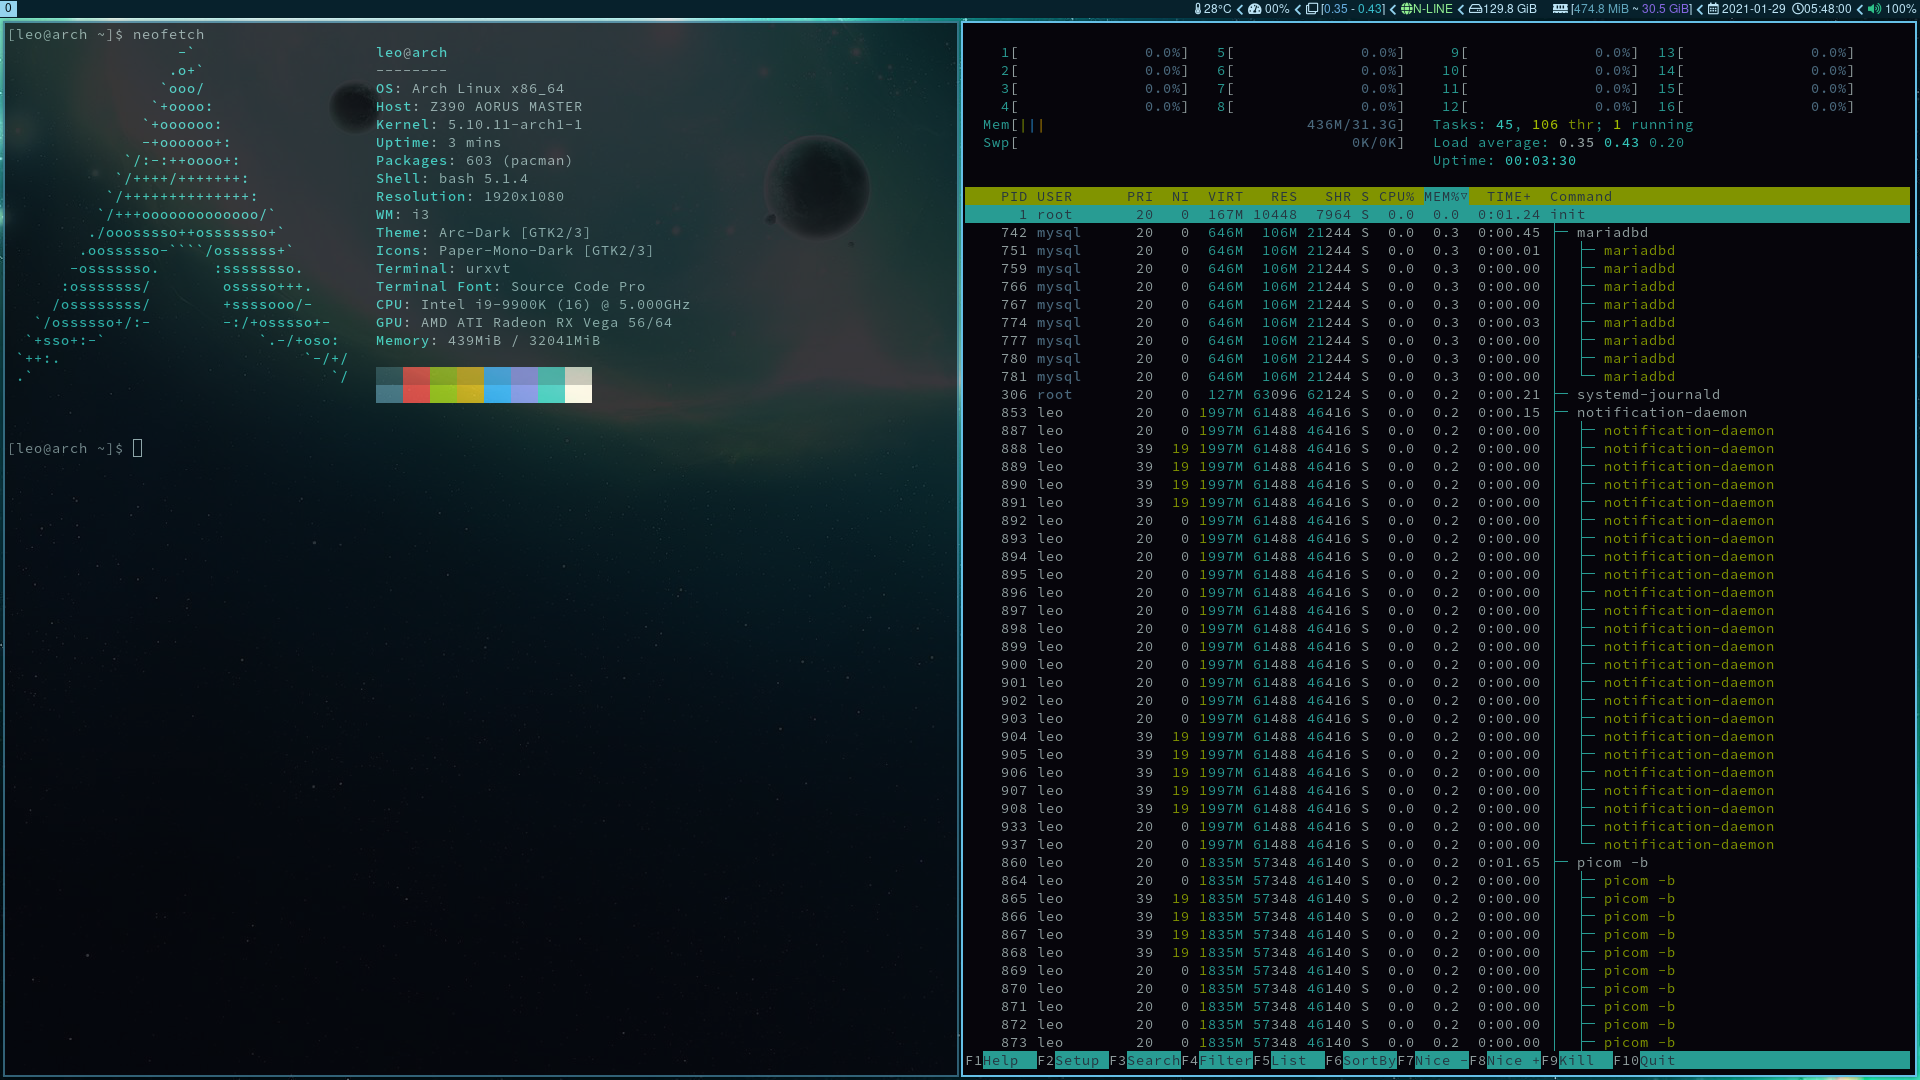 0
28°C 00% [0.35 - 0.43] N-LINE 129.8 GiB [474.8 MiB ~ 30.5 GiB] 2021-01-29 05:48:00 100%
[leo@arch ~]$ neofetch
-`
.o+`
`ooo/
`+oooo:
`+oooooo:
-+oooooo+:
`/:-:++oooo+:
`/++++/+++++++:
`/++++++++++++++:
`/+++ooooooooooooo/`
./ooosssso++osssssso+`
.oossssso-````/ossssss+`
-osssssso. :ssssssso.
:osssssss/ osssso+++.
/ossssssss/ +ssssooo/-
`/ossssso+/:- -:/+osssso+-
`+sso+:-` `.-/+oso:
`++:. `-/+/
.` `/
leo@arch
--------
OS: Arch Linux x86_64
Host: Z390 AORUS MASTER
Kernel: 5.10.11-arch1-1
Uptime: 3 mins
Packages: 603 (pacman)
Shell: bash 5.1.4
Resolution: 1920x1080
WM: i3
Theme: Arc-Dark [GTK2/3]
Icons: Paper-Mono-Dark [GTK2/3]
Terminal: urxvt
Terminal Font: Source Code Pro
CPU: Intel i9-9900K (16) @ 5.000GHz
GPU: AMD ATI Radeon RX Vega 56/64
Memory: 439MiB / 32041MiB
[leo@arch ~]$
1[ 0.0%] 5[ 0.0%] 9[ 0.0%] 13[ 0.0%]
2[ 0.0%] 6[ 0.0%] 10[ 0.0%] 14[ 0.0%]
3[ 0.0%] 7[ 0.0%] 11[ 0.0%] 15[ 0.0%]
4[ 0.0%] 8[ 0.0%] 12[ 0.0%] 16[ 0.0%]
Mem[||| 436M/31.3G] Tasks: 45, 106 thr; 1 running
Swp[ 0K/0K] Load average: 0.35 0.43 0.20
Uptime: 00:03:30
PID USER PRI NI VIRT RES SHR S CPU% MEM%▽ TIME+ Command
1 root 20 0 167M 10448 7964 S 0.0 0.0 0:01.24 init
742 mysql 20 0 646M 106M 21244 S 0.0 0.3 0:00.45 ├─ mariadbd
751 mysql 20 0 646M 106M 21244 S 0.0 0.3 0:00.01 │ ├─ mariadbd
759 mysql 20 0 646M 106M 21244 S 0.0 0.3 0:00.00 │ ├─ mariadbd
766 mysql 20 0 646M 106M 21244 S 0.0 0.3 0:00.00 │ ├─ mariadbd
767 mysql 20 0 646M 106M 21244 S 0.0 0.3 0:00.00 │ ├─ mariadbd
774 mysql 20 0 646M 106M 21244 S 0.0 0.3 0:00.03 │ ├─ mariadbd
777 mysql 20 0 646M 106M 21244 S 0.0 0.3 0:00.00 │ ├─ mariadbd
780 mysql 20 0 646M 106M 21244 S 0.0 0.3 0:00.00 │ ├─ mariadbd
781 mysql 20 0 646M 106M 21244 S 0.0 0.3 0:00.00 │ └─ mariadbd
306 root 20 0 127M 63096 62124 S 0.0 0.2 0:00.21 ├─ systemd-journald
853 leo 20 0 1997M 61488 46416 S 0.0 0.2 0:00.15 ├─ notification-daemon
887 leo 20 0 1997M 61488 46416 S 0.0 0.2 0:00.00 │ ├─ notification-daemon
888 leo 39 19 1997M 61488 46416 S 0.0 0.2 0:00.00 │ ├─ notification-daemon
889 leo 39 19 1997M 61488 46416 S 0.0 0.2 0:00.00 │ ├─ notification-daemon
890 leo 39 19 1997M 61488 46416 S 0.0 0.2 0:00.00 │ ├─ notification-daemon
891 leo 39 19 1997M 61488 46416 S 0.0 0.2 0:00.00 │ ├─ notification-daemon
892 leo 20 0 1997M 61488 46416 S 0.0 0.2 0:00.00 │ ├─ notification-daemon
893 leo 20 0 1997M 61488 46416 S 0.0 0.2 0:00.00 │ ├─ notification-daemon
894 leo 20 0 1997M 61488 46416 S 0.0 0.2 0:00.00 │ ├─ notification-daemon
895 leo 20 0 1997M 61488 46416 S 0.0 0.2 0:00.00 │ ├─ notification-daemon
896 leo 20 0 1997M 61488 46416 S 0.0 0.2 0:00.00 │ ├─ notification-daemon
897 leo 20 0 1997M 61488 46416 S 0.0 0.2 0:00.00 │ ├─ notification-daemon
898 leo 20 0 1997M 61488 46416 S 0.0 0.2 0:00.00 │ ├─ notification-daemon
899 leo 20 0 1997M 61488 46416 S 0.0 0.2 0:00.00 │ ├─ notification-daemon
900 leo 20 0 1997M 61488 46416 S 0.0 0.2 0:00.00 │ ├─ notification-daemon
901 leo 20 0 1997M 61488 46416 S 0.0 0.2 0:00.00 │ ├─ notification-daemon
902 leo 20 0 1997M 61488 46416 S 0.0 0.2 0:00.00 │ ├─ notification-daemon
903 leo 20 0 1997M 61488 46416 S 0.0 0.2 0:00.00 │ ├─ notification-daemon
904 leo 39 19 1997M 61488 46416 S 0.0 0.2 0:00.00 │ ├─ notification-daemon
905 leo 39 19 1997M 61488 46416 S 0.0 0.2 0:00.00 │ ├─ notification-daemon
906 leo 39 19 1997M 61488 46416 S 0.0 0.2 0:00.00 │ ├─ notification-daemon
907 leo 39 19 1997M 61488 46416 S 0.0 0.2 0:00.00 │ ├─ notification-daemon
908 leo 39 19 1997M 61488 46416 S 0.0 0.2 0:00.00 │ ├─ notification-daemon
933 leo 20 0 1997M 61488 46416 S 0.0 0.2 0:00.00 │ ├─ notification-daemon
937 leo 20 0 1997M 61488 46416 S 0.0 0.2 0:00.00 │ └─ notification-daemon
860 leo 20 0 1835M 57348 46140 S 0.0 0.2 0:01.65 ├─ picom -b
864 leo 20 0 1835M 57348 46140 S 0.0 0.2 0:00.00 │ ├─ picom -b
865 leo 39 19 1835M 57348 46140 S 0.0 0.2 0:00.00 │ ├─ picom -b
866 leo 39 19 1835M 57348 46140 S 0.0 0.2 0:00.00 │ ├─ picom -b
867 leo 39 19 1835M 57348 46140 S 0.0 0.2 0:00.00 │ ├─ picom -b
868 leo 39 19 1835M 57348 46140 S 0.0 0.2 0:00.00 │ ├─ picom -b
869 leo 20 0 1835M 57348 46140 S 0.0 0.2 0:00.00 │ ├─ picom -b
870 leo 20 0 1835M 57348 46140 S 0.0 0.2 0:00.00 │ ├─ picom -b
871 leo 20 0 1835M 57348 46140 S 0.0 0.2 0:00.00 │ ├─ picom -b
872 leo 20 0 1835M 57348 46140 S 0.0 0.2 0:00.00 │ ├─ picom -b
873 leo 20 0 1835M 57348 46140 S 0.0 0.2 0:00.00 │ ├─ picom -b
F1Help F2Setup F3SearchF4FilterF5List F6SortByF7Nice -F8Nice +F9Kill F10Quit